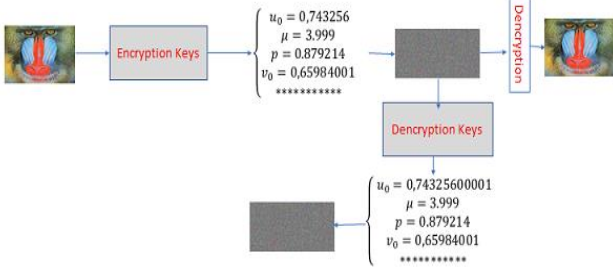 Encryption Keys
u₀ = 0,743256
μ = 3.999
p = 0.879214
v₀ = 0,65984001
***********
Dencryption
Dencryption Keys
u₀ = 0,74325600001
μ = 3.999
p = 0.879214
v₀ = 0,65984001
***********